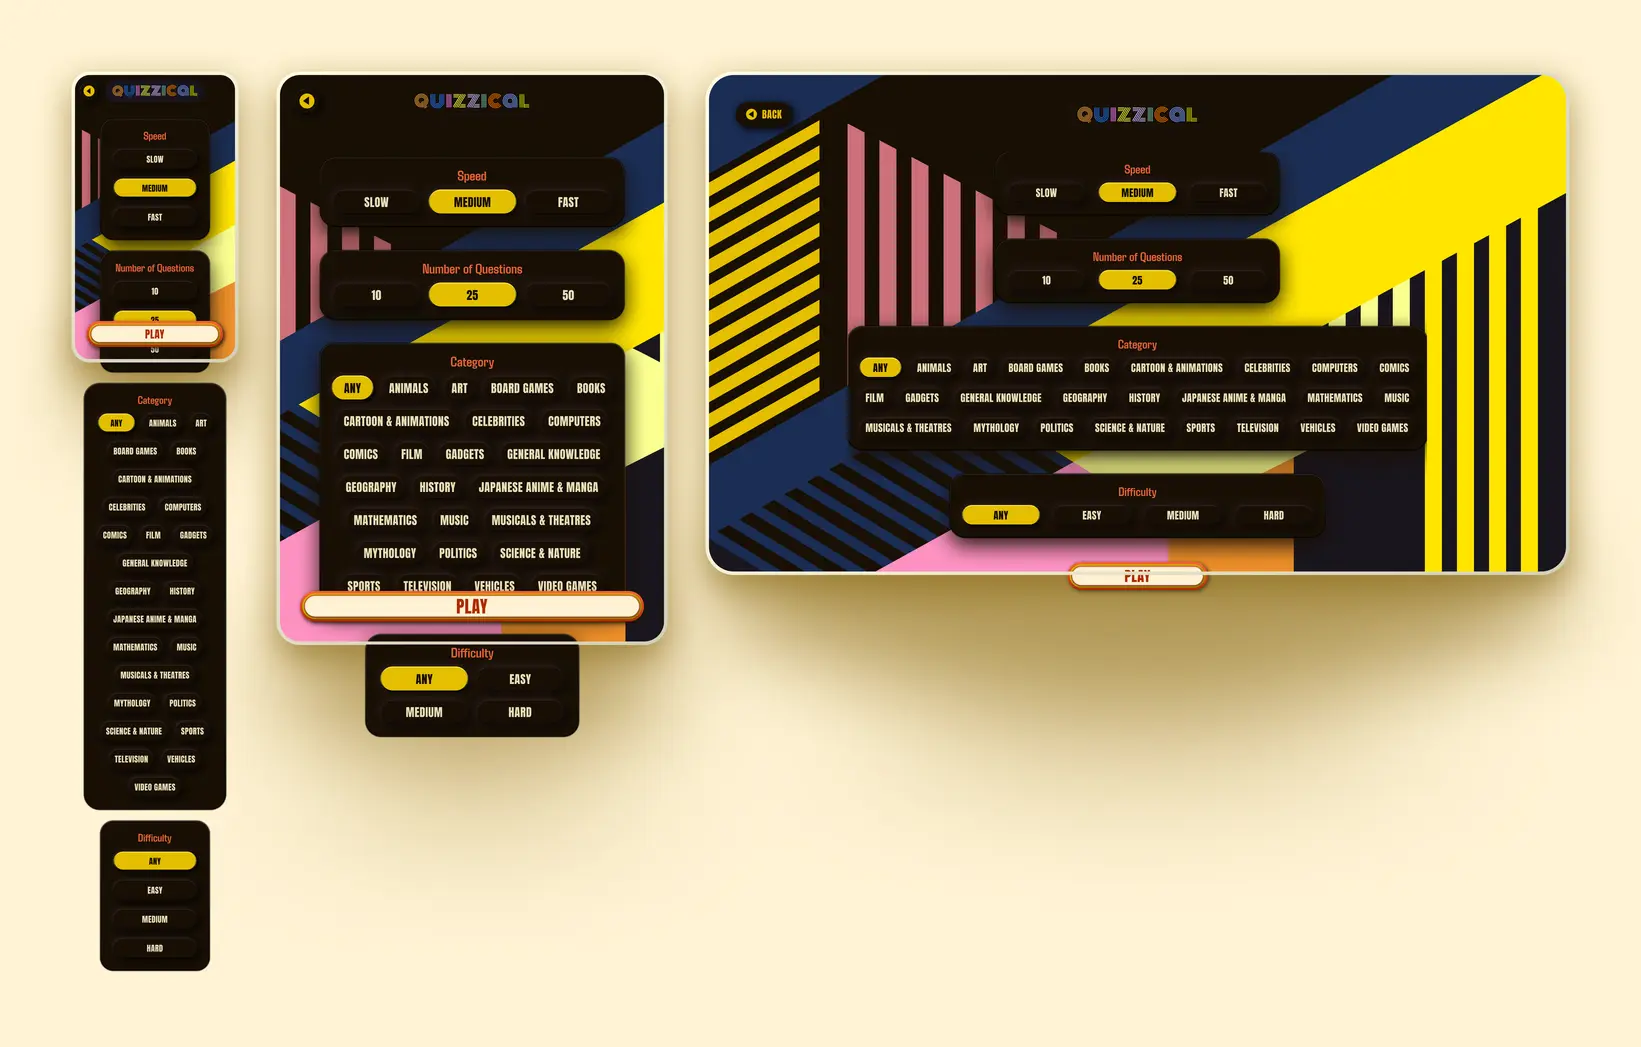 QUIZZICAL
Speed
SLOW
MEDIUM
FAST
Number of Questions
10
25
PLAY
50
Category
ANY ANIMALS ART
BOARD GAMES BOOKS
CARTOON & ANIMATIONS
CELEBRITIES COMPUTERS
COMICS FILM GADGETS
GENERAL KNOWLEDGE
GEOGRAPHY HISTORY
JAPANESE ANIME & MANGA
MATHEMATICS MUSIC
MUSICALS & THEATRES
MYTHOLOGY POLITICS
SCIENCE & NATURE SPORTS
TELEVISION VEHICLES
VIDEO GAMES
Difficulty
ANY
EASY
MEDIUM
HARD
QUIZZICAL
Speed
SLOW MEDIUM FAST
Number of Questions
10 25 50
Category
ANY ANIMALS ART BOARD GAMES BOOKS
CARTOON & ANIMATIONS CELEBRITIES COMPUTERS
COMICS FILM GADGETS GENERAL KNOWLEDGE
GEOGRAPHY HISTORY JAPANESE ANIME & MANGA
MATHEMATICS MUSIC MUSICALS & THEATRES
MYTHOLOGY POLITICS SCIENCE & NATURE
SPORTS TELEVISION VEHICLES VIDEO GAMES
PLAY
Difficulty
ANY EASY
MEDIUM HARD
BACK
QUIZZICAL
Speed
SLOW MEDIUM FAST
Number of Questions
10 25 50
Category
ANY ANIMALS ART BOARD GAMES BOOKS CARTOON & ANIMATIONS CELEBRITIES COMPUTERS COMICS
FILM GADGETS GENERAL KNOWLEDGE GEOGRAPHY HISTORY JAPANESE ANIME & MANGA MATHEMATICS MUSIC
MUSICALS & THEATRES MYTHOLOGY POLITICS SCIENCE & NATURE SPORTS TELEVISION VEHICLES VIDEO GAMES
Difficulty
ANY EASY MEDIUM HARD
PLAY